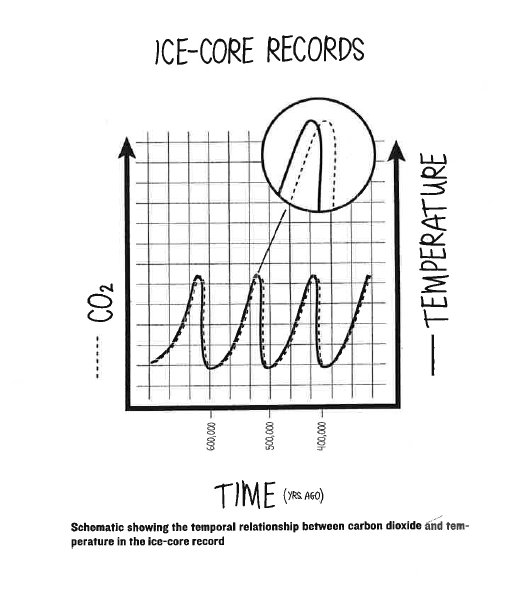 ICE-CORE RECORDS
CO₂
TEMPERATURE
600,000
500,000
400,000
TIME (YRS. AGO)
Schematic showing the temporal relationship between carbon dioxide and tem-
perature in the ice-core record